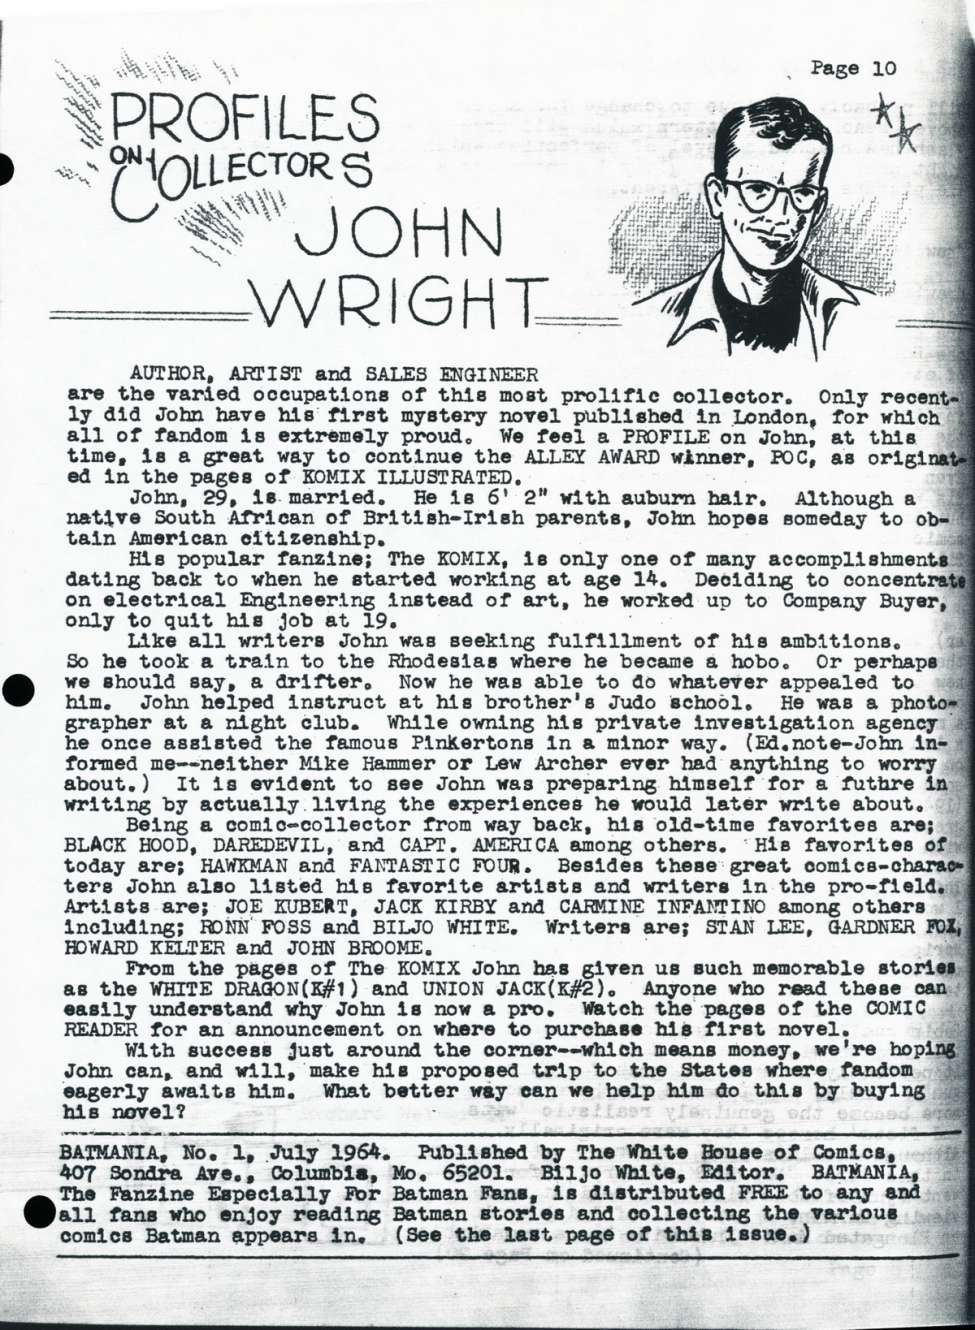 Page 10
PROFILES
ON COLLECTORS
JOHN
WRIGHT
AUTHOR, ARTIST and SALES ENGINEER
are the varied occupations of this most prolific collector. Only recent-
ly did John have his first mystery novel published in London, for which
all of fandom is extremely proud. We feel a PROFILE on John, at this
time, is a great way to continue the ALLEY AWARD winner, POC, as originat-
ed in the pages of KOMIX ILLUSTRATED.
John, 29, is married. He is 6' 2" with auburn hair. Although a
native South African of British-Irish parents, John hopes someday to ob-
tain American citizenship.
His popular fanzine; The KOMIX, is only one of many accomplishments
dating back to when he started working at age 14. Deciding to concentrate
on electrical Engineering instead of art, he worked up to Company Buyer,
only to quit his job at 19.
Like all writers John was seeking fulfillment of his ambitions.
So he took a train to the Rhodesias where he became a hobo. Or perhaps
we should say, a drifter. Now he was able to do whatever appealed to
him. John helped instruct at his brother's Judo school. He was a photo-
grapher at a night club. While owning his private investigation agency
he once assisted the famous Pinkertons in a minor way. (Ed.note-John in-
formed me--neither Mike Hammer or Lew Archer ever had anything to worry
about.) It is evident to see John was preparing himself for a futhre in
writing by actually living the experiences he would later write about.
Being a comic-collector from way back, his old-time favorites are;
BLACK HOOD, DAREDEVIL, and CAPT. AMERICA among others. His favorites of
today are; HAWKMAN and FANTASTIC FOUR. Besides these great comics-charac-
ters John also listed his favorite artists and writers in the pro-field.
Artists are; JOE KUBERT, JACK KIRBY and CARMINE INFANTINO among others
including; RONN FOSS and BILJO WHITE. Writers are; STAN LEE, GARDNER FOX,
HOWARD KELTER and JOHN BROOME.
From the pages of The KOMIX John has given us such memorable stories
as the WHITE DRAGON(K#1) and UNION JACK(K#2). Anyone who read these can
easily understand why John is now a pro. Watch the pages of the COMIC
READER for an announcement on where to purchase his first novel.
With success just around the corner--which means money, we're hoping
John can, and will, make his proposed trip to the States where fandom
eagerly awaits him. What better way can we help him do this by buying
his novel?
BATMANIA, No. 1, July 1964. Published by The White House of Comics,
407 Sondra Ave., Columbia, Mo. 65201. Biljo White, Editor. BATMANIA,
The Fanzine Especially For Batman Fans, is distributed FREE to any and
all fans who enjoy reading Batman stories and collecting the various
comics Batman appears in. (See the last page of this issue.)